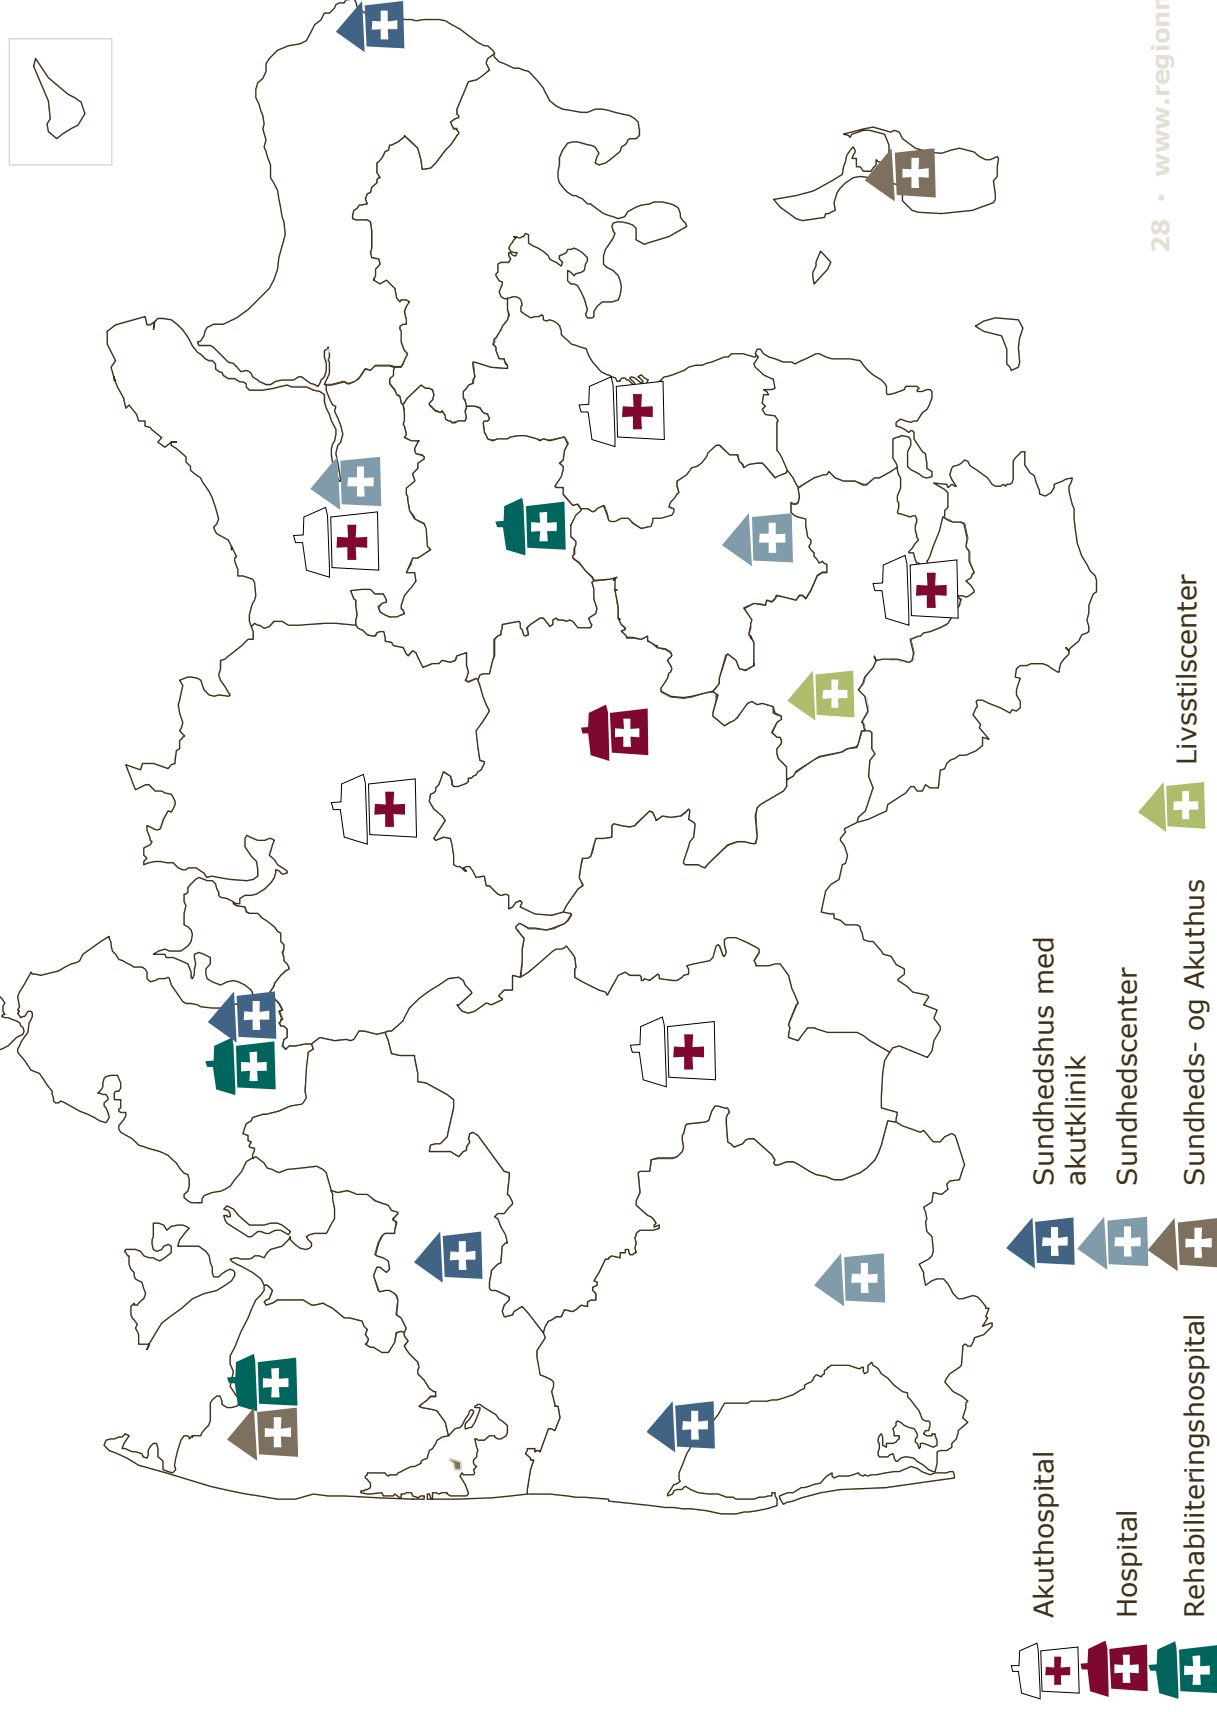 Akuthospital
Hospital
Rehabiliteringshospital
Sundhedshus med
akutklinik
Sundhedscenter
Sundheds- og Akuthus
Livsstilscenter
28 · www.region